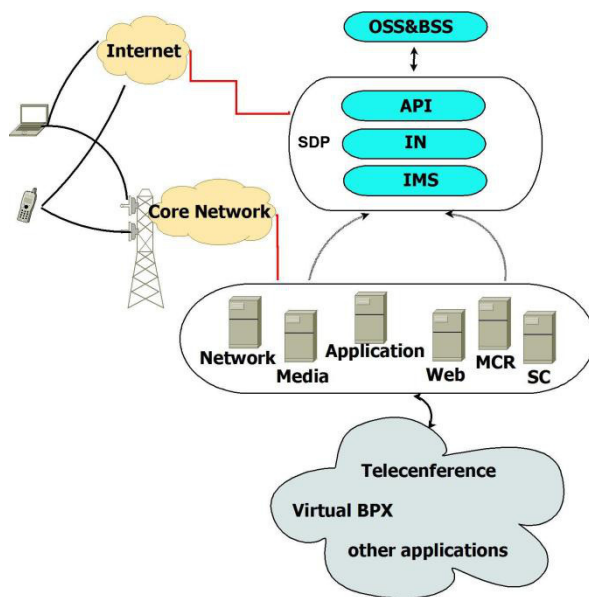 OSS&BSS
Internet
API
SDP
IN
IMS
Core Network
Network
Media
Application
Web
MCR
SC
Telecenference
Virtual BPX
other applications